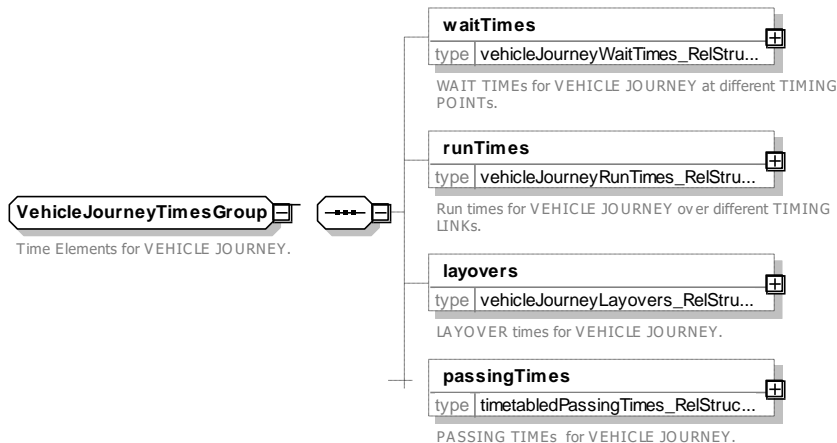 waitTimes
type vehicleJourneyWaitTimes_RelStru...
WAIT TIMEs for VEHICLE JOURNEY at different TIMING
POINTs.
runTimes
type vehicleJourneyRunTimes_RelStru...
Run times for VEHICLE JOURNEY over different TIMING
LINKs.
VehicleJourneyTimesGroup
Time Elements for VEHICLE JOURNEY.
layovers
type vehicleJourneyLayovers_RelStru...
LAYOVER times for VEHICLE JOURNEY.
passingTimes
type timetabledPassingTimes_RelStruc...
PASSING TIMEs for VEHICLE JOURNEY.